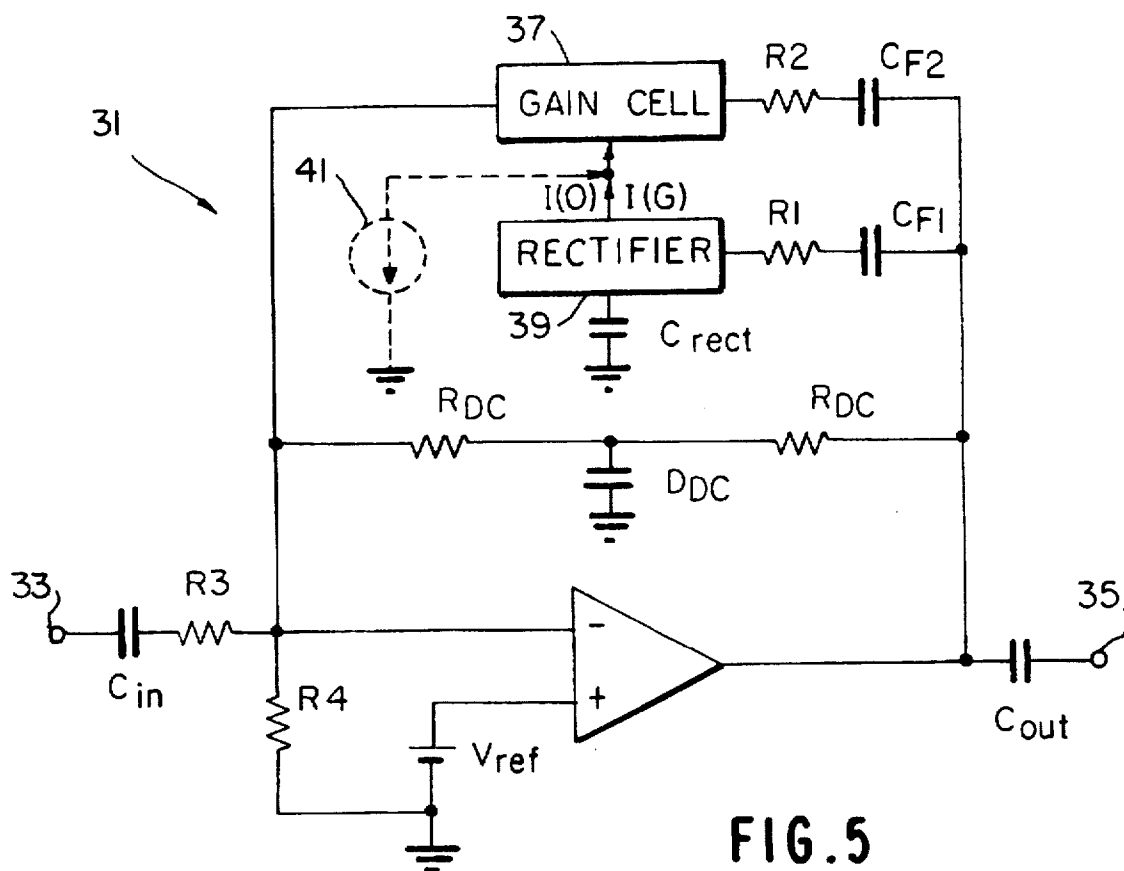 37
GAIN CELL
R2
CF2
31
41
I(O) I(G)
RECTIFIER
R1
CF1
39
C rect
RDC
RDC
DDC
33
R3
35
Cin
R4
−
+
Vref
Cout
FIG.5